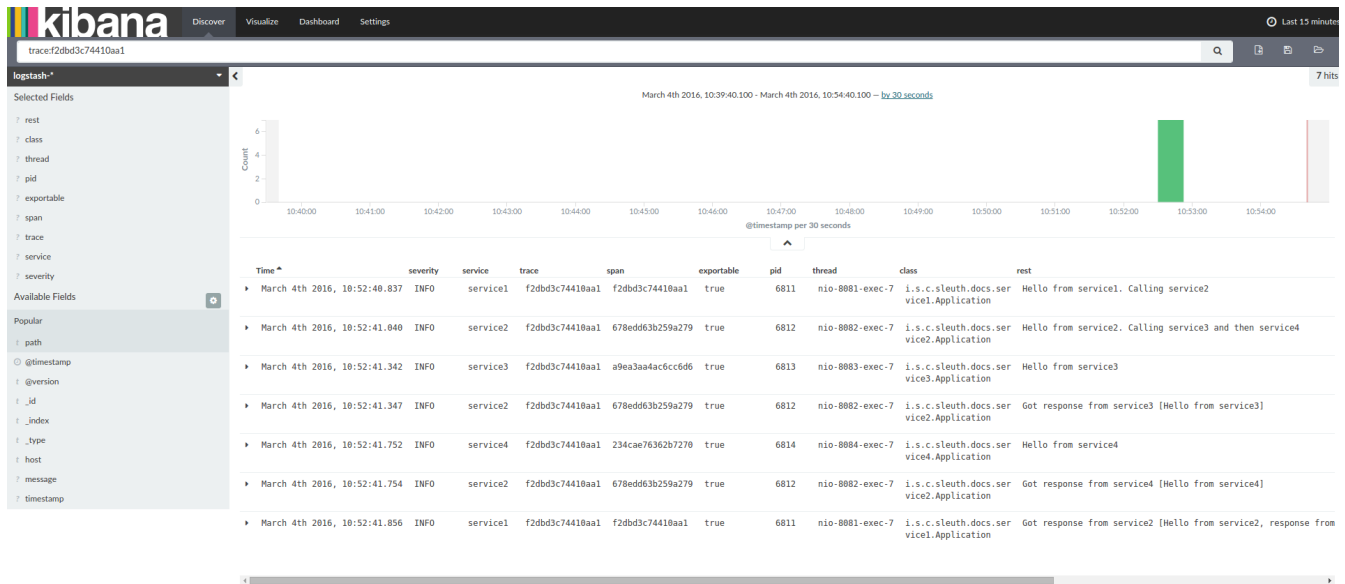 kibana Discover Visualize Dashboard Settings Last 15 minutes
trace:f2dbd3c74410aa1
logstash-*
7 hits
Selected Fields
? rest
? class
? thread
? pid
? exportable
? span
? trace
? service
? severity
Available Fields
Popular
t path
@timestamp
t @version
t _id
t _index
t _type
t host
? message
? timestamp
March 4th 2016, 10:39:40.100 - March 4th 2016, 10:54:40.100 — by 30 seconds
Count
6
4
2
0
10:40:00 10:41:00 10:42:00 10:43:00 10:44:00 10:45:00 10:46:00 10:47:00 10:48:00 10:49:00 10:50:00 10:51:00 10:52:00 10:53:00 10:54:00
@timestamp per 30 seconds
Time severity service trace span exportable pid thread class rest
March 4th 2016, 10:52:40.837 INFO service1 f2dbd3c74410aa1 f2dbd3c74410aa1 true 6811 nio-8081-exec-7 i.s.c.sleuth.docs.ser Hello from service1. Calling service2
vice1.Application
March 4th 2016, 10:52:41.040 INFO service2 f2dbd3c74410aa1 678edd63b259a279 true 6812 nio-8082-exec-7 i.s.c.sleuth.docs.ser Hello from service2. Calling service3 and then service4
vice2.Application
March 4th 2016, 10:52:41.342 INFO service3 f2dbd3c74410aa1 a9ea3aa4ac6cc6d6 true 6813 nio-8083-exec-7 i.s.c.sleuth.docs.ser Hello from service3
vice3.Application
March 4th 2016, 10:52:41.347 INFO service2 f2dbd3c74410aa1 678edd63b259a279 true 6812 nio-8082-exec-7 i.s.c.sleuth.docs.ser Got response from service3 [Hello from service3]
vice2.Application
March 4th 2016, 10:52:41.752 INFO service4 f2dbd3c74410aa1 234cae76362b7270 true 6814 nio-8084-exec-7 i.s.c.sleuth.docs.ser Hello from service4
vice4.Application
March 4th 2016, 10:52:41.754 INFO service2 f2dbd3c74410aa1 678edd63b259a279 true 6812 nio-8082-exec-7 i.s.c.sleuth.docs.ser Got response from service4 [Hello from service4]
vice2.Application
March 4th 2016, 10:52:41.856 INFO service1 f2dbd3c74410aa1 f2dbd3c74410aa1 true 6811 nio-8081-exec-7 i.s.c.sleuth.docs.ser Got response from service2 [Hello from service2, response from
vice1.Application